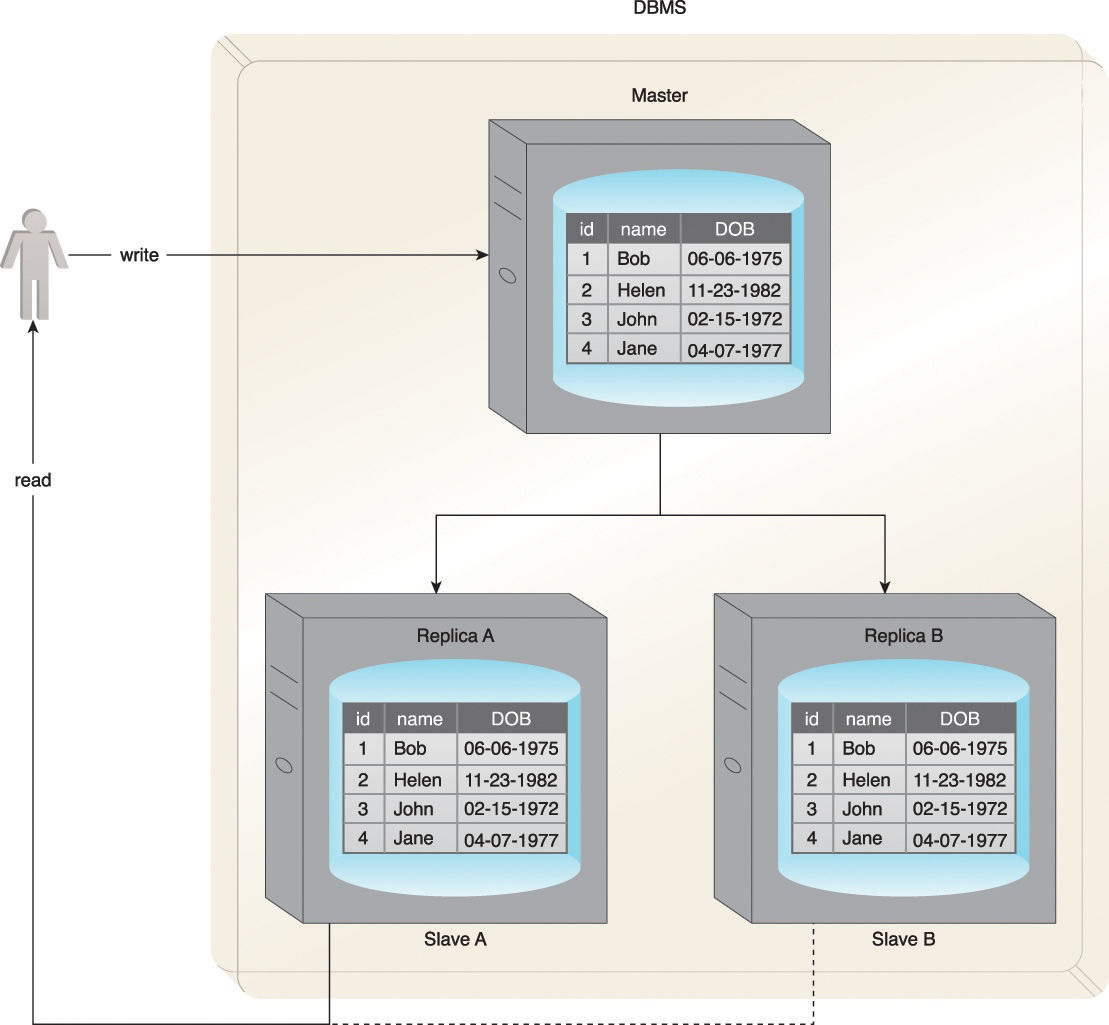 DBMS
Master
id name DOB
1 Bob 06-06-1975
write
2 Helen 11-23-1982
3 John 02-15-1972
4 Jane 04-07-1977
read
Replica A
id name DOB
1 Bob 06-06-1975
2 Helen 11-23-1982
3 John 02-15-1972
4 Jane 04-07-1977
Slave A
Replica B
id name DOB
1 Bob 06-06-1975
2 Helen 11-23-1982
3 John 02-15-1972
4 Jane 04-07-1977
Slave B